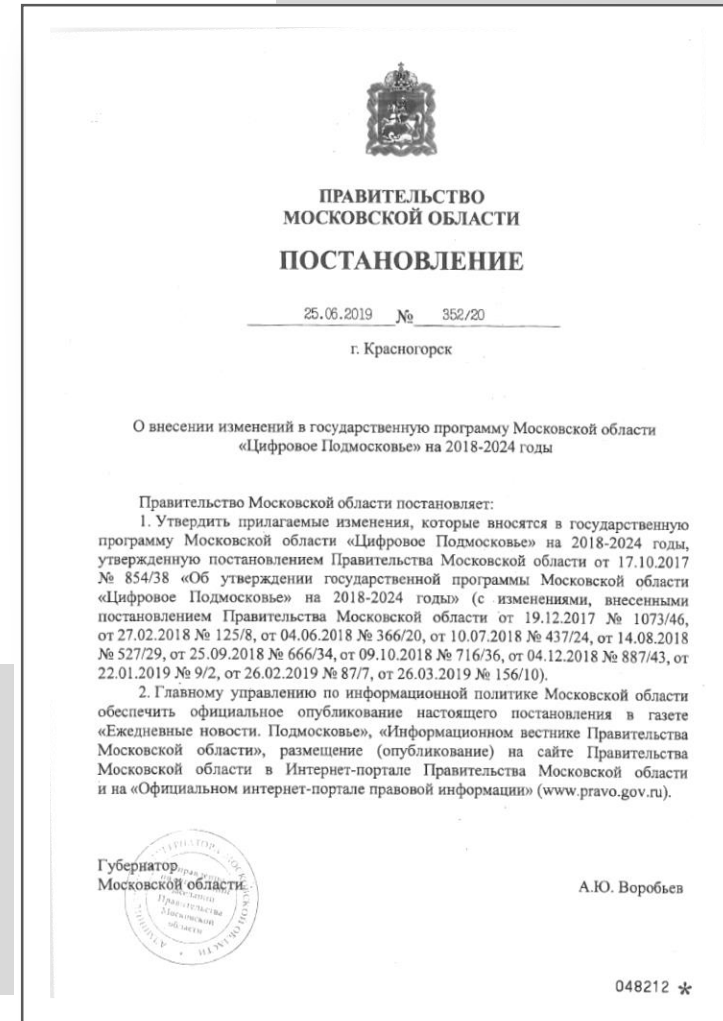 ПРАВИТЕЛЬСТВО
МОСКОВСКОЙ ОБЛАСТИ
ПОСТАНОВЛЕНИЕ
25.06.2019 № 352/20
г. Красногорск
О внесении изменений в государственную программу Московской области
«Цифровое Подмосковье» на 2018-2024 годы
Правительство Московской области постановляет:
1. Утвердить прилагаемые изменения, которые вносятся в государственную
программу Московской области «Цифровое Подмосковье» на 2018-2024 годы,
утвержденную постановлением Правительства Московской области от 17.10.2017
№ 854/38 «Об утверждении государственной программы Московской области
«Цифровое Подмосковье» на 2018-2024 годы» (с изменениями, внесенными
постановлением Правительства Московской области от 19.12.2017 № 1073/46,
от 27.02.2018 № 125/8, от 04.06.2018 № 366/20, от 10.07.2018 № 437/24, от 14.08.2018
№ 527/29, от 25.09.2018 № 666/34, от 09.10.2018 № 716/36, от 04.12.2018 № 887/43, от
22.01.2019 № 9/2, от 26.02.2019 № 87/7, от 26.03.2019 № 156/10).
2. Главному управлению по информационной политике Московской области
обеспечить официальное опубликование настоящего постановления в газете
«Ежедневные новости. Подмосковье», «Информационном вестнике Правительства
Московской области», размещение (опубликование) на сайте Правительства
Московской области в Интернет-портале Правительства Московской области
и на «Официальном интернет-портале правовой информации» (www.pravo.gov.ru).
Губернатор
Московской области
А.Ю. Воробьев
Правительства
Московской
области
048212 *